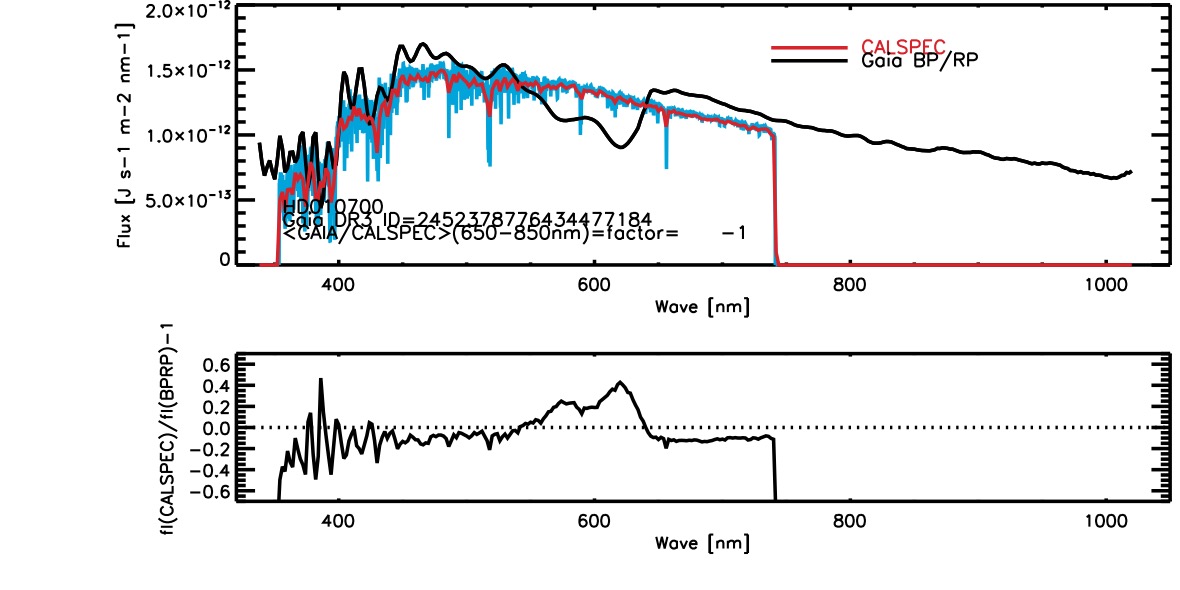 Flux [J s−1 m−2 nm−1]
2.0×10−12
1.5×10−12
1.0×10−12
5.0×10−13
0
CALSPEC
Gaia BP/RP
HD010700
Gaia DR3 ID=2452378776434477184
<GAIA/CALSPEC>(650−850nm)=factor= −1
400 600 800 1000
Wave [nm]
fl(CALSPEC)/fl(BPRP)−1
0.6
0.4
0.2
0.0
−0.2
−0.4
−0.6
400 600 800 1000
Wave [nm]